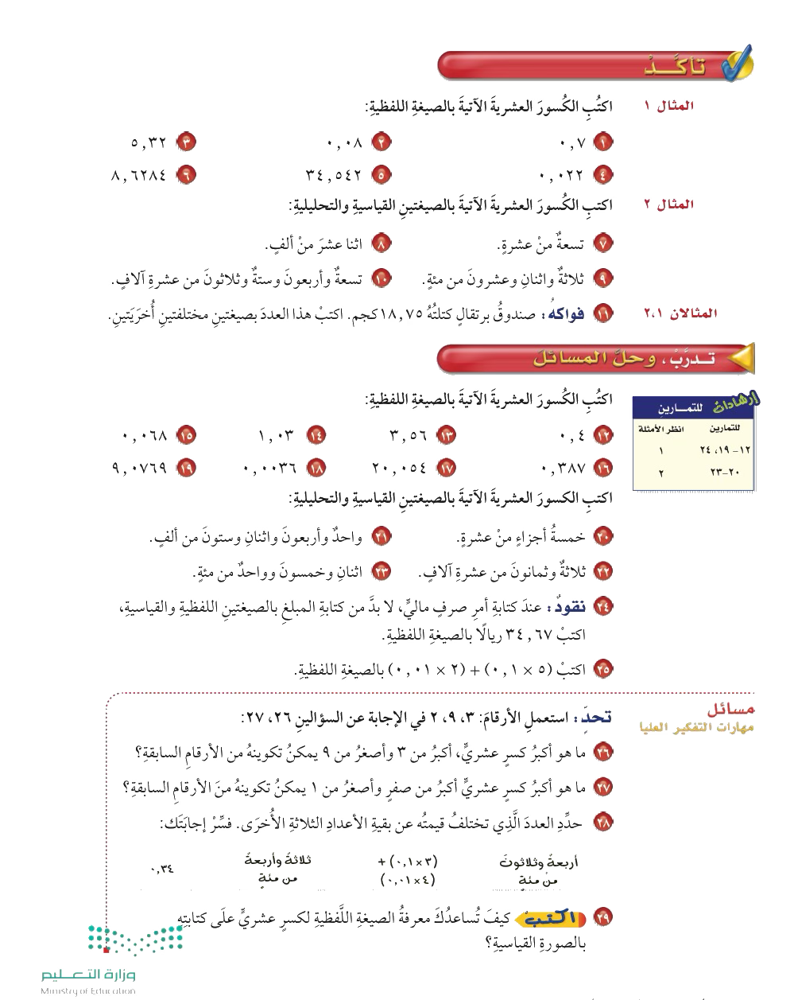 تأكَّدْ
المثال ١ اكتُبِ الكُسورَ العشريةَ الآتيةَ بالصيغةِ اللفظيةِ:
١ ٠,٧ ٢ ٠,٠٨ ٣ ٥,٣٢
٤ ٠,٠٢٢ ٥ ٣٤,٥٤٢ ٦ ٨,٦٢٨٤
المثال ٢ اكتبِ الكُسورَ العشريةَ الآتيةَ بالصيغتينِ القياسيةِ والتحليليةِ:
٧ تسعةٌ منْ عشرةٍ. ٨ اثنا عشرَ منْ ألفٍ.
٩ ثلاثةٌ واثنانِ وعشرونَ من مئةٍ. ١٠ تسعةٌ وأربعونَ وستةٌ وثلاثونَ من عشرةِ آلافٍ.
المثالان ٢،١ ١١ فواكهُ: صندوقُ برتقالٍ كتلتُهُ ١٨,٧٥ كجم. اكتبْ هذا العددَ بصيغتينِ مختلفتينِ أُخرَيَتينِ.
تـدرَّبْ، وحلَّ المسائلَ
اكتُبِ الكُسورَ العشريةَ الآتيةَ بالصيغةِ اللفظيةِ:
١٢ ٠,٤ ١٣ ٣,٥٦ ١٤ ١,٠٣ ١٥ ٠,٠٦٨
١٦ ٠,٣٨٧ ١٧ ٢٠,٠٥٤ ١٨ ٠,٠٠٣٦ ١٩ ٩,٠٧٦٩
إرشادات للتمـــارينِ
للتمارين انظر الأمثلة
١٢–١٩، ٢٤ ١
٢٠–٢٣ ٢
اكتبِ الكسورَ العشريةَ الآتيةَ بالصيغتينِ القياسيةِ والتحليليةِ:
٢٠ خمسةُ أجزاءٍ منْ عشرةٍ. ٢١ واحدٌ وأربعونَ واثنانِ وستونَ من ألفٍ.
٢٢ ثلاثةٌ وثمانونَ من عشرةِ آلافٍ. ٢٣ اثنانِ وخمسونَ وواحدٌ من مئةٍ.
٢٤ نقودٌ: عندَ كتابةِ أمرِ صرفٍ ماليٍّ، لا بدَّ من كتابةِ المبلغِ بالصيغتينِ اللفظيةِ والقياسيةِ،
اكتبْ ٣٤,٦٧ ريالًا بالصيغةِ اللفظيةِ.
٢٥ اكتبْ (٥ × ٠,١) + (٢ × ٠,٠١) بالصيغةِ اللفظيةِ.
مسائل
مهارات التفكير العليا
تحدٍّ: استعملِ الأرقامَ: ٣، ٩، ٢ في الإجابة عن السؤالينِ ٢٦، ٢٧:
٢٦ ما هو أكبرُ كسرٍ عشريٍّ، أكبرُ من ٣ وأصغرُ من ٩ يمكنُ تكوينهُ من الأرقامِ السابقةِ؟
٢٧ ما هو أكبرُ كسرٍ عشريٍّ أكبرُ من صفرٍ وأصغرُ من ١ يمكنُ تكوينهُ منَ الأرقامِ السابقةِ؟
٢٨ حدِّدِ العددَ الَّذِي تختلفُ قيمتُه عن بقيةِ الأعدادِ الثلاثةِ الأُخرَى. فسِّرْ إجابَتَك:
أربعةٌ وثلاثونَ (٣×٠,١) + ثلاثةٌ وأربعةٌ ٠,٣٤
من مئةٍ (٤×٠,٠١) من مئةٍ
٢٩ اكتبْ كيفَ تُساعدُكَ معرفةُ الصيغةِ اللَّفظيةِ لكسرٍ عشريٍّ علَى كتابتِهِ
بالصورةِ القياسيةِ؟
وزارة التعـــليم
Ministry of Education